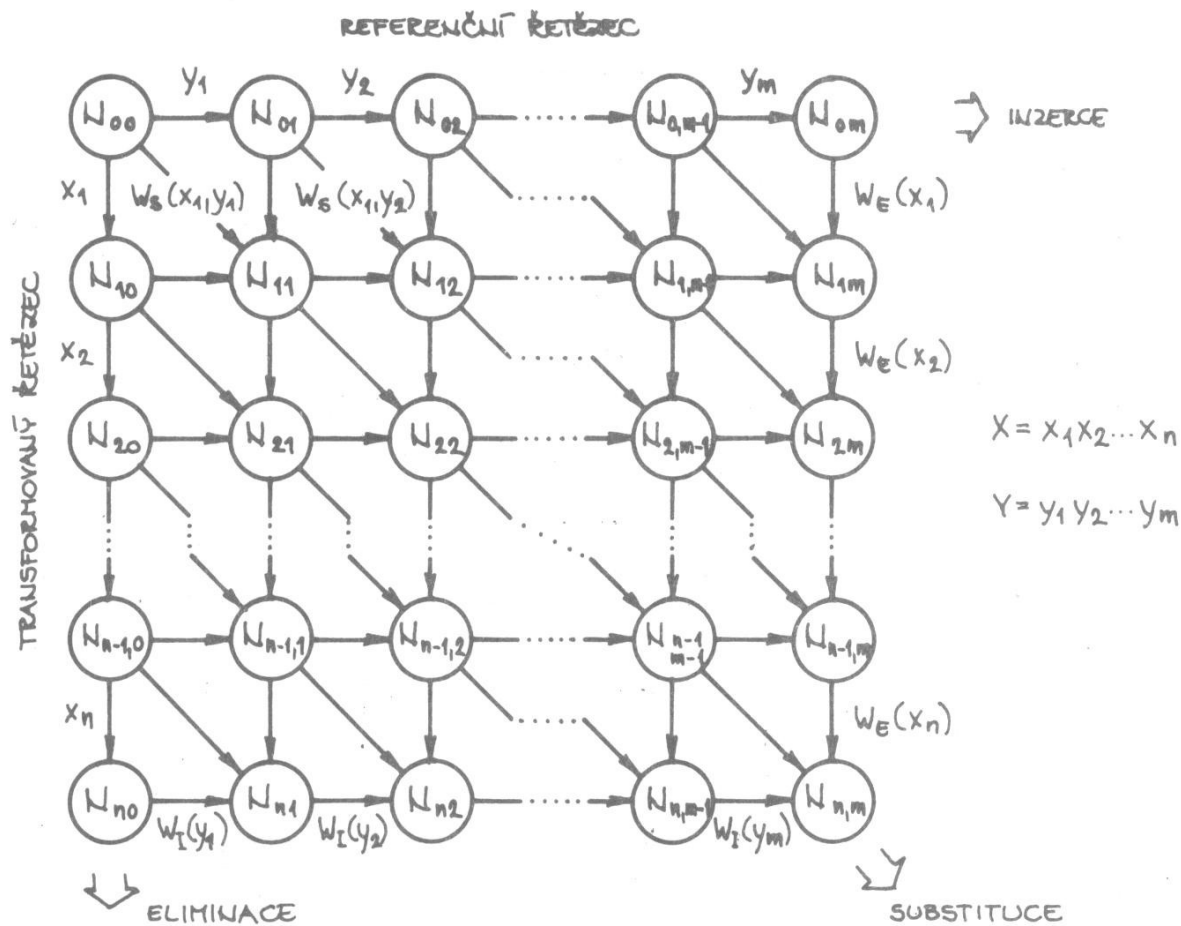 REFERENČNÍ ŘETĚZEC
y1 y2 ym
N00 N01 N02 ..... N0,m-1 N0m
INZERCE
x1 Ws(x1,y1) Ws(x1,y2) WE(x1)
N10 N11 N12 ..... N1,m-1 N1m
x2 WE(x2)
N20 N21 N22 ..... N2,m-1 N2m
X = x1x2...xn
Y = y1y2...ym
TRANSFORMOVANÝ ŘETĚZEC
Nn-1,0 Nn-1,1 Nn-1,2 ..... Nn-1 m-1 Nn-1,m
xn WE(xn)
Nn0 Nn1 Nn2 ..... Nn,m-1 Nn,m
WI(y1) WI(y2) WI(ym)
ELIMINACE
SUBSTITUCE